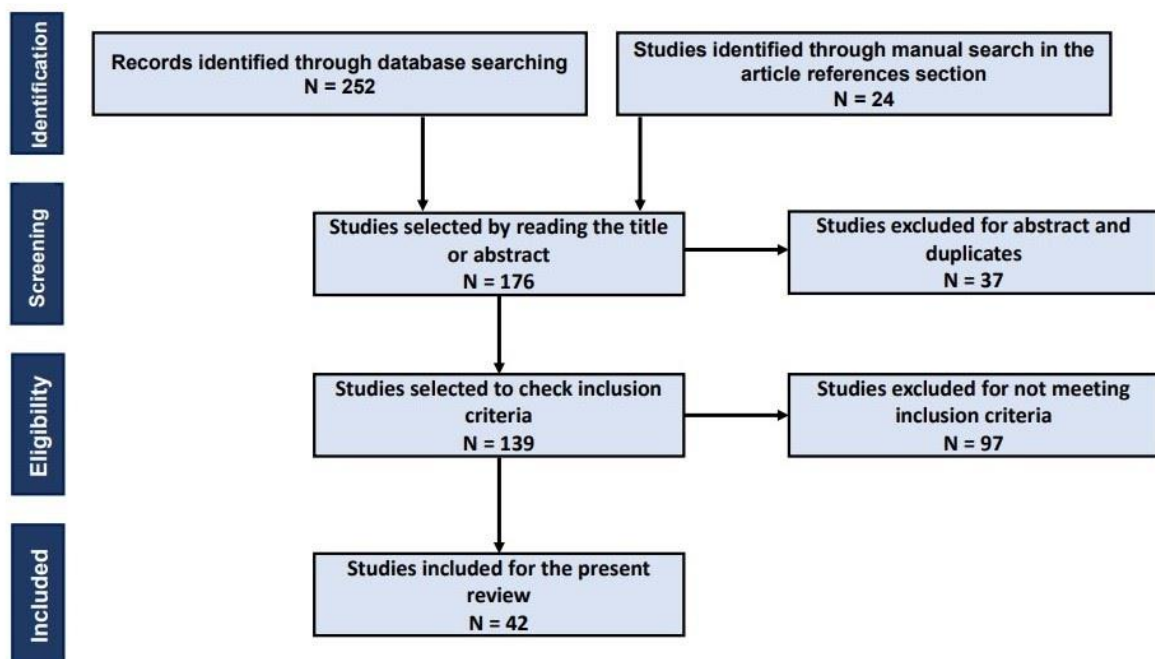 Identification
Records identified through database searching
N = 252
Studies identified through manual search in the
article references section
N = 24
Screening
Studies selected by reading the title
or abstract
N = 176
Studies excluded for abstract and
duplicates
N = 37
Eligibility
Studies selected to check inclusion
criteria
N = 139
Studies excluded for not meeting
inclusion criteria
N = 97
Included
Studies included for the present
review
N = 42